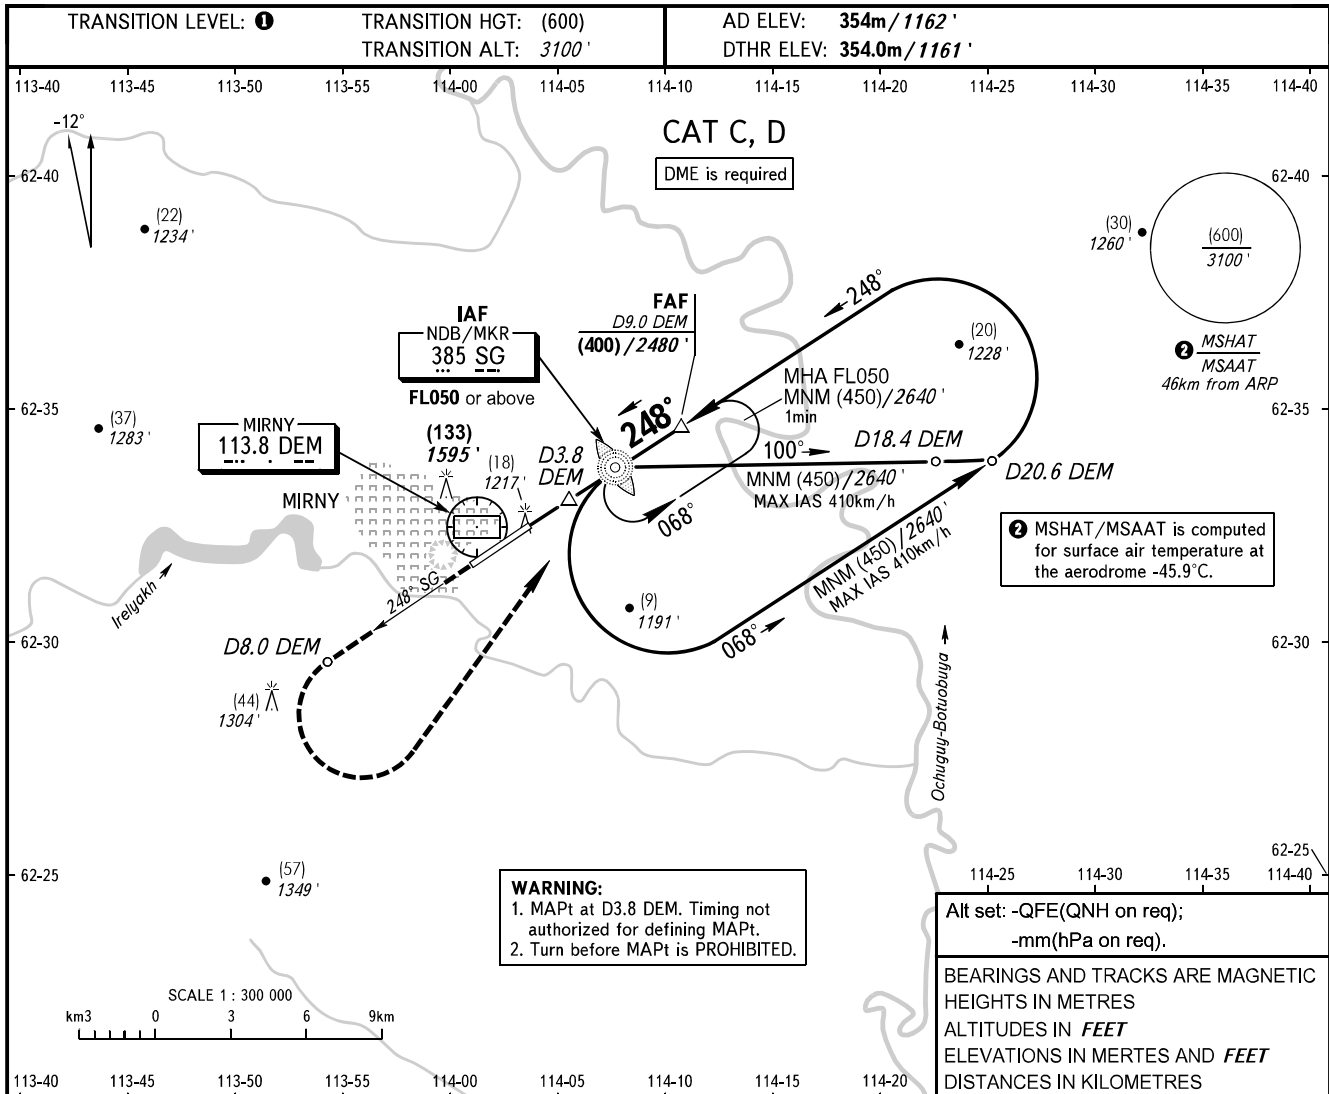 TRANSITION LEVEL: ❶
TRANSITION HGT: (600)
TRANSITION ALT: 3100'
AD ELEV: 354m/1162'
DTHR ELEV: 354.0m/1161'
113-40 113-45 113-50 113-55 114-00 114-05 114-10 114-15 114-20 114-25 114-30 114-35 114-40
-12°
CAT C, D
DME is required
62-40
62-40
(22)
1234'
(30)
1260'
(600)
3100'
❷ MSHAT
MSAAT
46km from ARP
248°
FAF
D9.0 DEM
(400)/2480'
IAF
NDB/MKR
385 SG
FL050 or above
(20)
1228'
MHA FL050
MNM (450)/2640'
1min
62-35
62-35
(37)
1283'
MIRNY
113.8 DEM
(133)
1595'
248°
(18)
1217'
D3.8
DEM
100°
D18.4 DEM
D20.6 DEM
MNM (450)/2640'
MAX IAS 410km/h
MIRNY
068°
MNM (450)/2640'
MAX IAS 410km/h
❷ MSHAT/MSAAT is computed
for surface air temperature at
the aerodrome -45.9°C.
Irelyakh
248° SG
(9)
1191'
068°
62-30
62-30
D8.0 DEM
(44)
1304'
Ochuguy-Botuobuya
62-25
62-25
114-25 114-30 114-35 114-40
(57)
1349'
WARNING:
1. MAPt at D3.8 DEM. Timing not
authorized for defining MAPt.
2. Turn before MAPt is PROHIBITED.
Alt set: -QFE(QNH on req);
-mm(hPa on req).
BEARINGS AND TRACKS ARE MAGNETIC
HEIGHTS IN METRES
ALTITUDES IN FEET
ELEVATIONS IN MERTES AND FEET
DISTANCES IN KILOMETRES
SCALE 1 : 300 000
km3 0 3 6 9km
113-40 113-45 113-50 113-55 114-00 114-05 114-10 114-15 114-20